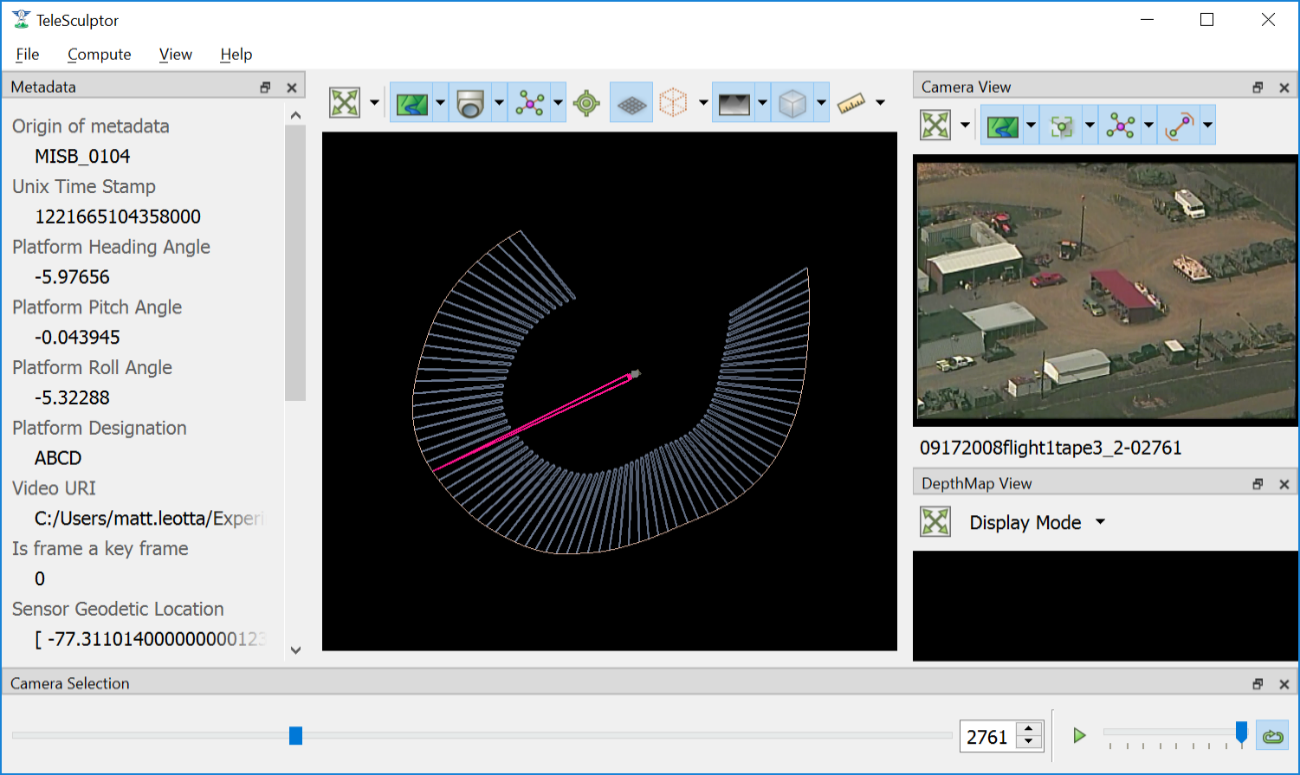 TeleSculptor
File Compute View Help
Metadata
Origin of metadata
MISB_0104
Unix Time Stamp
1221665104358000
Platform Heading Angle
-5.97656
Platform Pitch Angle
-0.043945
Platform Roll Angle
-5.32288
Platform Designation
ABCD
Video URI
C:/Users/matt.leotta/Experi
Is frame a key frame
0
Sensor Geodetic Location
[ -77.3110140000000000123
Camera View
09172008flight1tape3_2-02761
DepthMap View
Display Mode
Camera Selection
2761